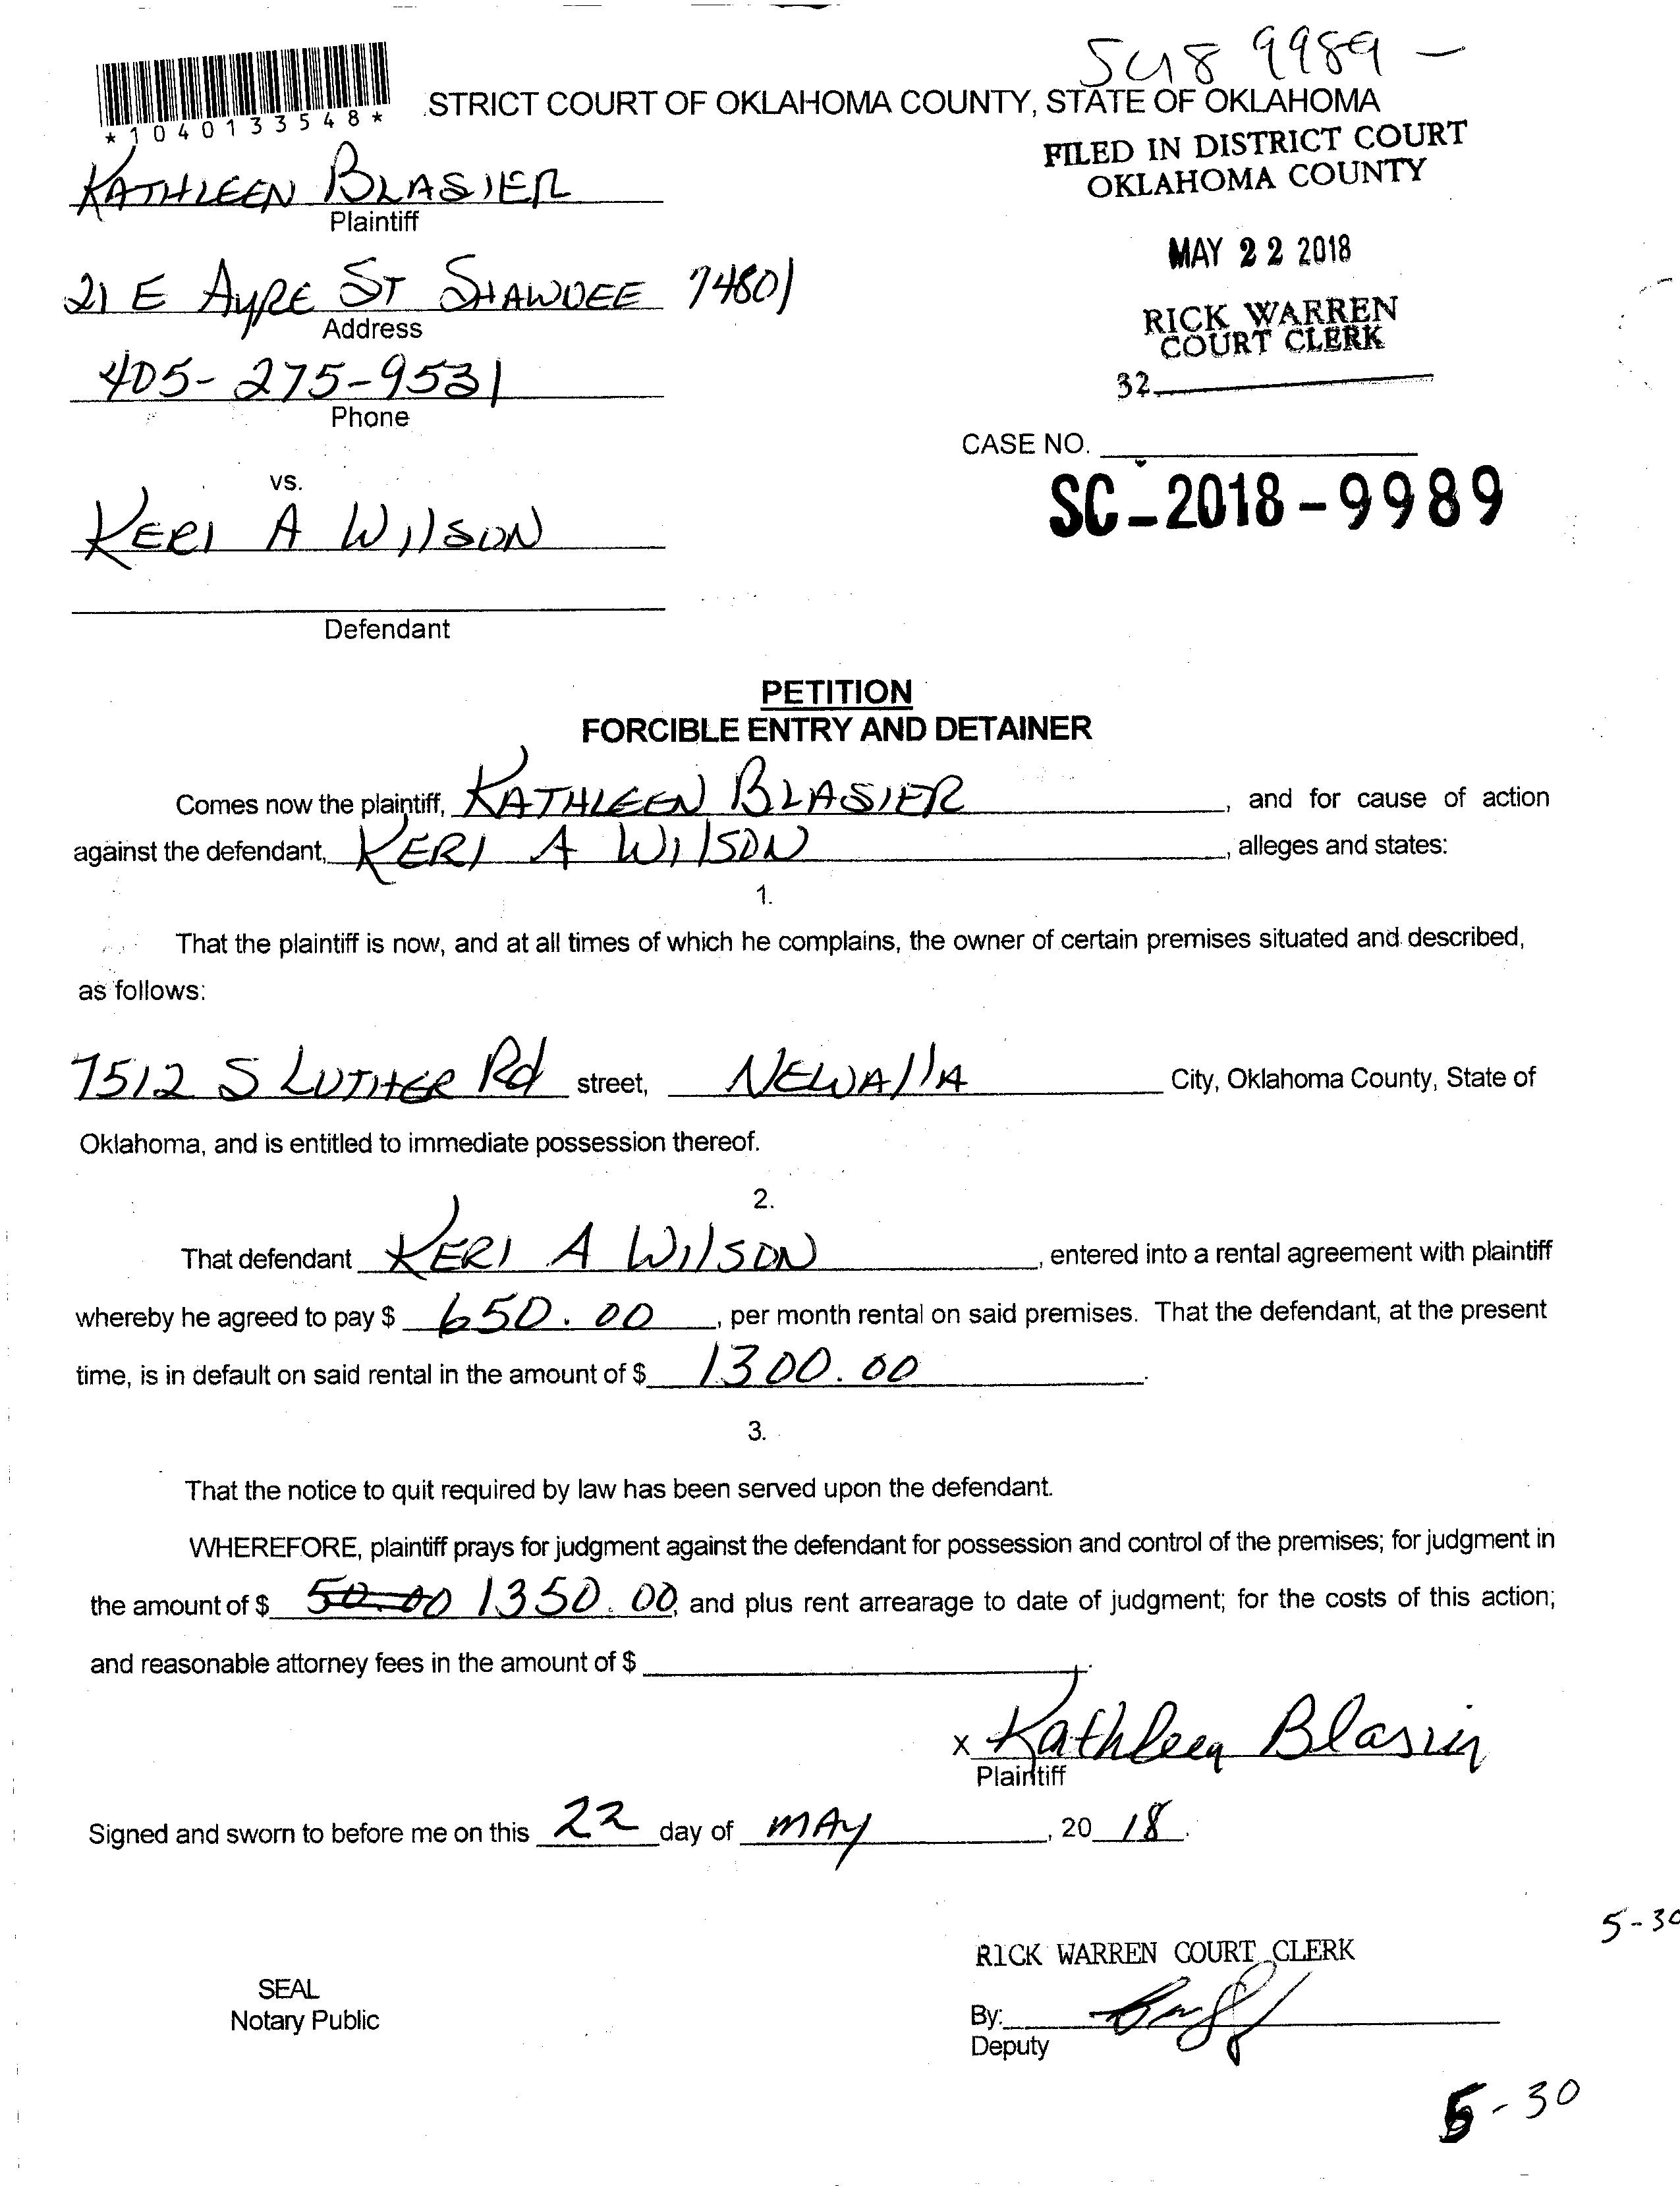 SC18 9989 -
*1040133548*
STRICT COURT OF OKLAHOMA COUNTY, STATE OF OKLAHOMA
FILED IN DISTRICT COURT
OKLAHOMA COUNTY
KATHLEEN BLASIER
Plaintiff
MAY 22 2018
21 E AYRE ST SHAWNEE 74801
Address
RICK WARREN
COURT CLERK
405-275-9531
Phone
32
CASE NO.
SC-2018-9989
vs.
KERI A WILSON
Defendant
PETITION
FORCIBLE ENTRY AND DETAINER
Comes now the plaintiff, KATHLEEN BLASIER, and for cause of action
against the defendant, KERI A WILSON, alleges and states:
1.
That the plaintiff is now, and at all times of which he complains, the owner of certain premises situated and described,
as follows:
7512 S LUTHER Rd street, NEWALLA City, Oklahoma County, State of
Oklahoma, and is entitled to immediate possession thereof.
2.
That defendant KERI A WILSON, entered into a rental agreement with plaintiff
whereby he agreed to pay $ 650.00, per month rental on said premises. That the defendant, at the present
time, is in default on said rental in the amount of $ 1300.00.
3.
That the notice to quit required by law has been served upon the defendant.
WHEREFORE, plaintiff prays for judgment against the defendant for possession and control of the premises; for judgment in
the amount of $ 50.00 1350.00, and plus rent arrearage to date of judgment; for the costs of this action;
and reasonable attorney fees in the amount of $ .
X Kathleen Blasier
Plaintiff
Signed and sworn to before me on this 22 day of MAY, 20 18.
5-30
RICK WARREN COURT CLERK
SEAL
Notary Public
By:
Deputy
5-30